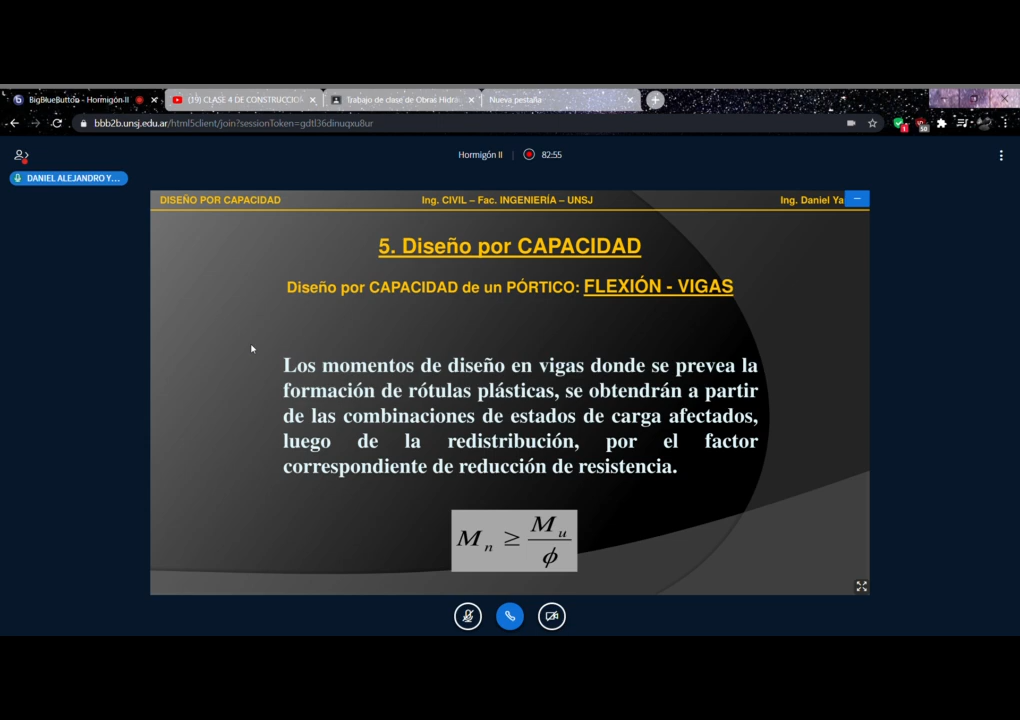 BigBlueButton - Hormigón II
(19) CLASE 4 DE CONSTRUCCION
Trabajo de clase de Obras Hidrá
Nueva pestaña
bbb2b.unsj.edu.ar/html5client/join?sessionToken=gdtl36dinuqxu8ur
Hormigón II | 82:55
DANIEL ALEJANDRO Y...
DISEÑO POR CAPACIDAD
Ing. CIVIL – Fac. INGENIERÍA – UNSJ
Ing. Daniel Ya
5. Diseño por CAPACIDAD
Diseño por CAPACIDAD de un PÓRTICO: FLEXIÓN - VIGAS
Los momentos de diseño en vigas donde se prevea la
formación de rótulas plásticas, se obtendrán a partir
de las combinaciones de estados de carga afectados,
luego de la redistribución, por el factor
correspondiente de reducción de resistencia.
M_n ≥ M_u / ϕ